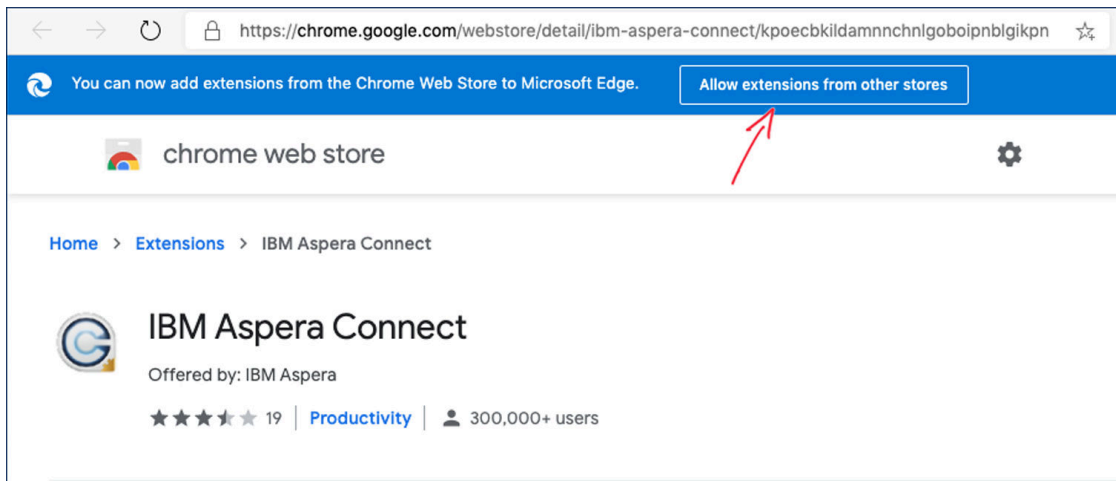 https://chrome.google.com/webstore/detail/ibm-aspera-connect/kpoecbkildamnnchnlgoboipnblgikpn
You can now add extensions from the Chrome Web Store to Microsoft Edge. Allow extensions from other stores
chrome web store
Home > Extensions > IBM Aspera Connect
IBM Aspera Connect
Offered by: IBM Aspera
19 | Productivity | 300,000+ users